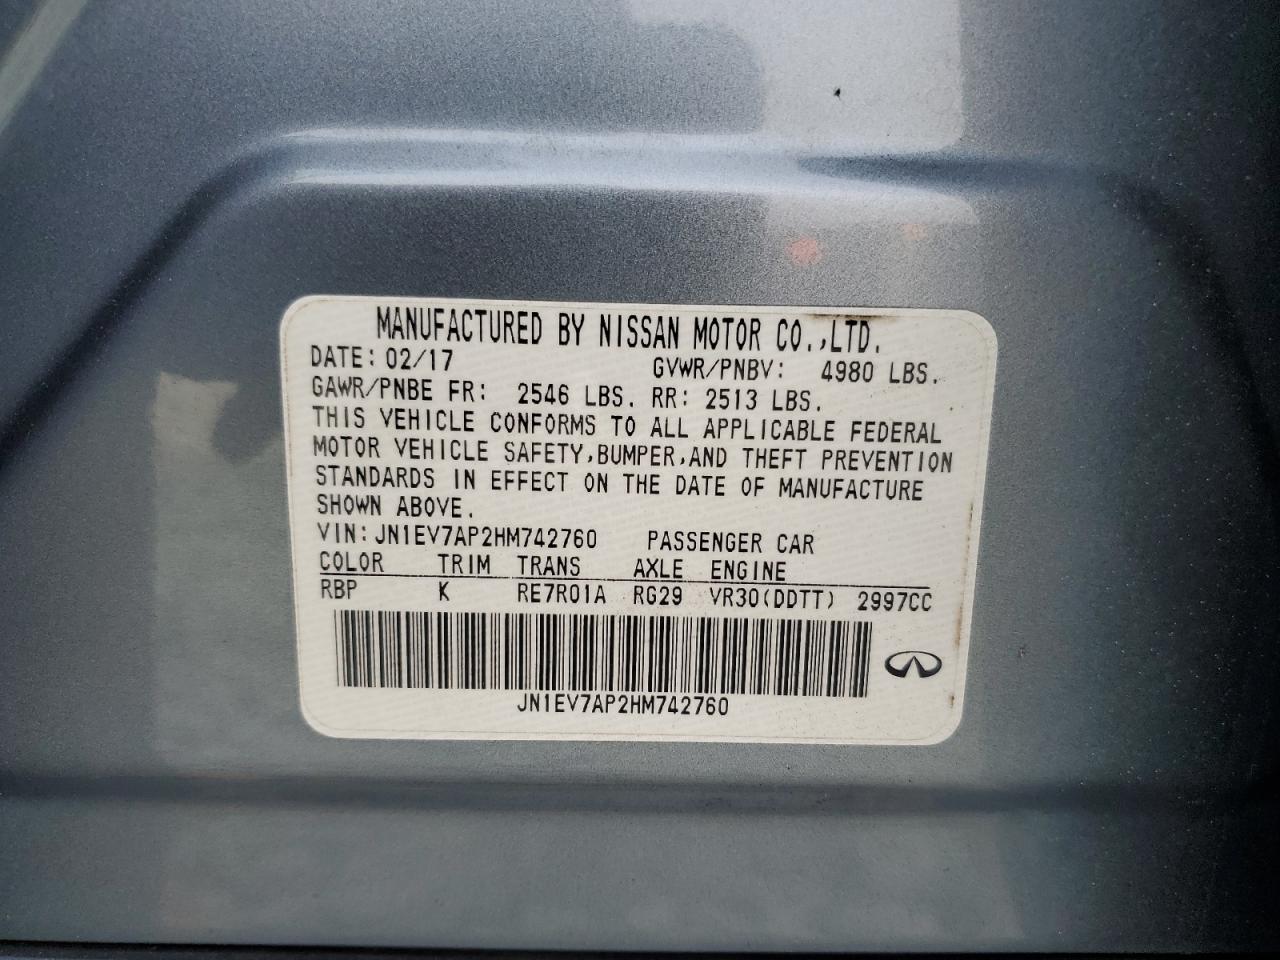 MANUFACTURED BY NISSAN MOTOR CO.,LTD.
DATE: 02/17 GVWR/PNBV: 4980 LBS.
GAWR/PNBE FR: 2546 LBS. RR: 2513 LBS.
THIS VEHICLE CONFORMS TO ALL APPLICABLE FEDERAL
MOTOR VEHICLE SAFETY,BUMPER,AND THEFT PREVENTION
STANDARDS IN EFFECT ON THE DATE OF MANUFACTURE
SHOWN ABOVE.
VIN: JN1EV7AP2HM742760 PASSENGER CAR
COLOR TRIM TRANS AXLE ENGINE
RBP K RE7R01A RG29 VR30(DDTT) 2997CC
JN1EV7AP2HM742760